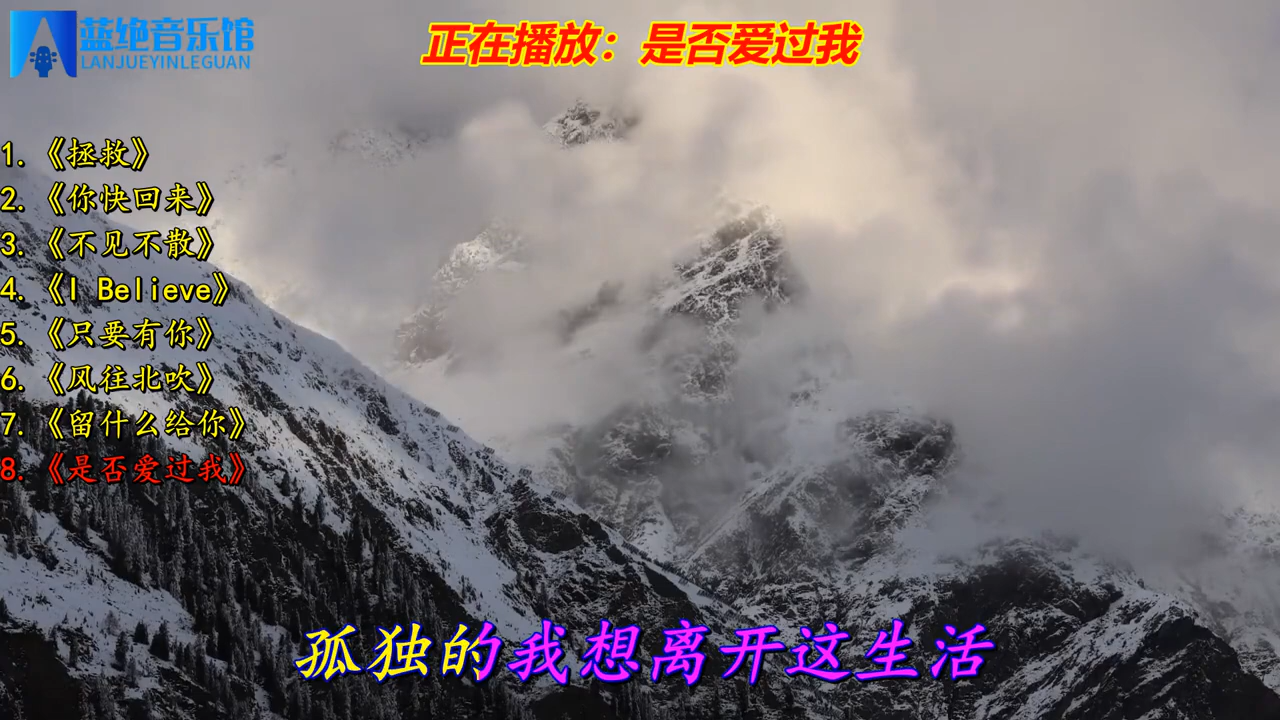 蓝绝音乐馆
LANJUEYINLEGUAN
正在播放：是否爱过我
1.《拯救》
2.《你快回来》
3.《不见不散》
4.《I Believe》
5.《只要有你》
6.《风往北吹》
7.《留什么给你》
8.《是否爱过我》
孤独的我想离开这生活